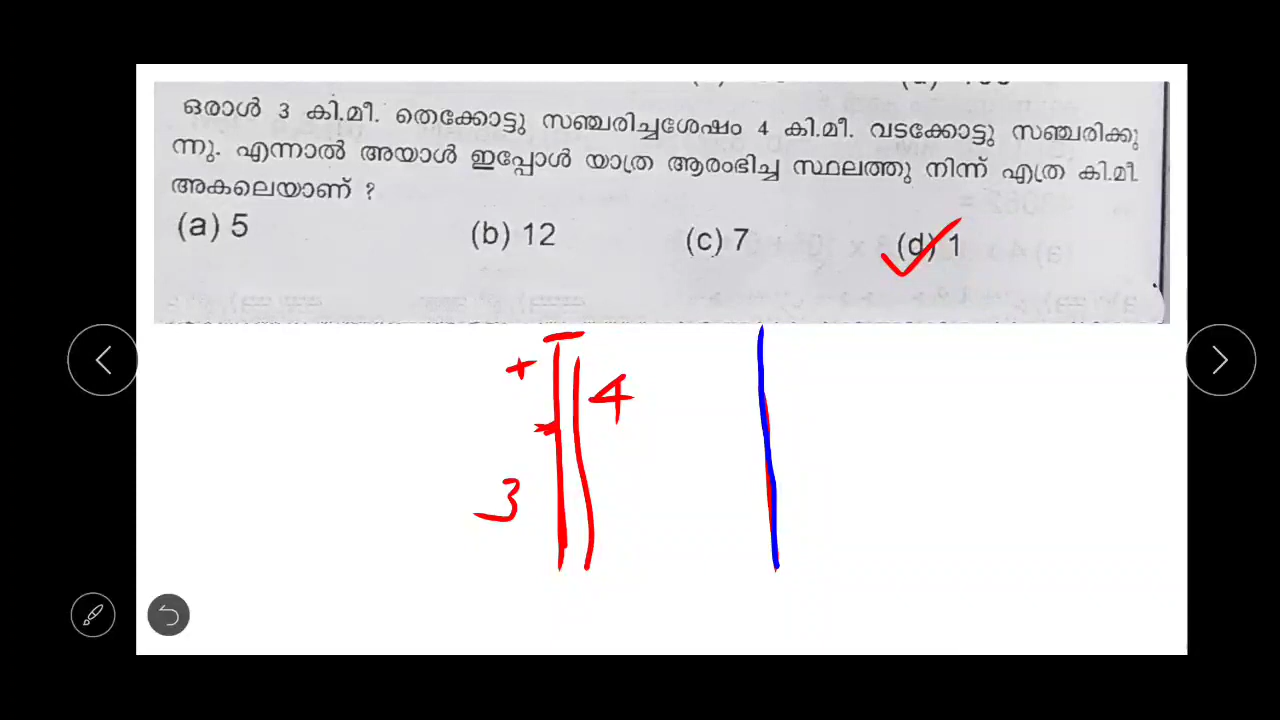 ഒരാൾ 3 കി.മീ. തെക്കോട്ടു സഞ്ചരിച്ചശേഷം 4 കി.മീ. വടക്കോട്ടു സഞ്ചരിക്കു
ന്നു. എന്നാൽ അയാൾ ഇപ്പോൾ യാത്ര ആരംഭിച്ച സ്ഥലത്തു നിന്ന് എത്ര കി.മീ.
അകലെയാണ് ?
(a) 5 (b) 12 (c) 7 (d) 1
4
3